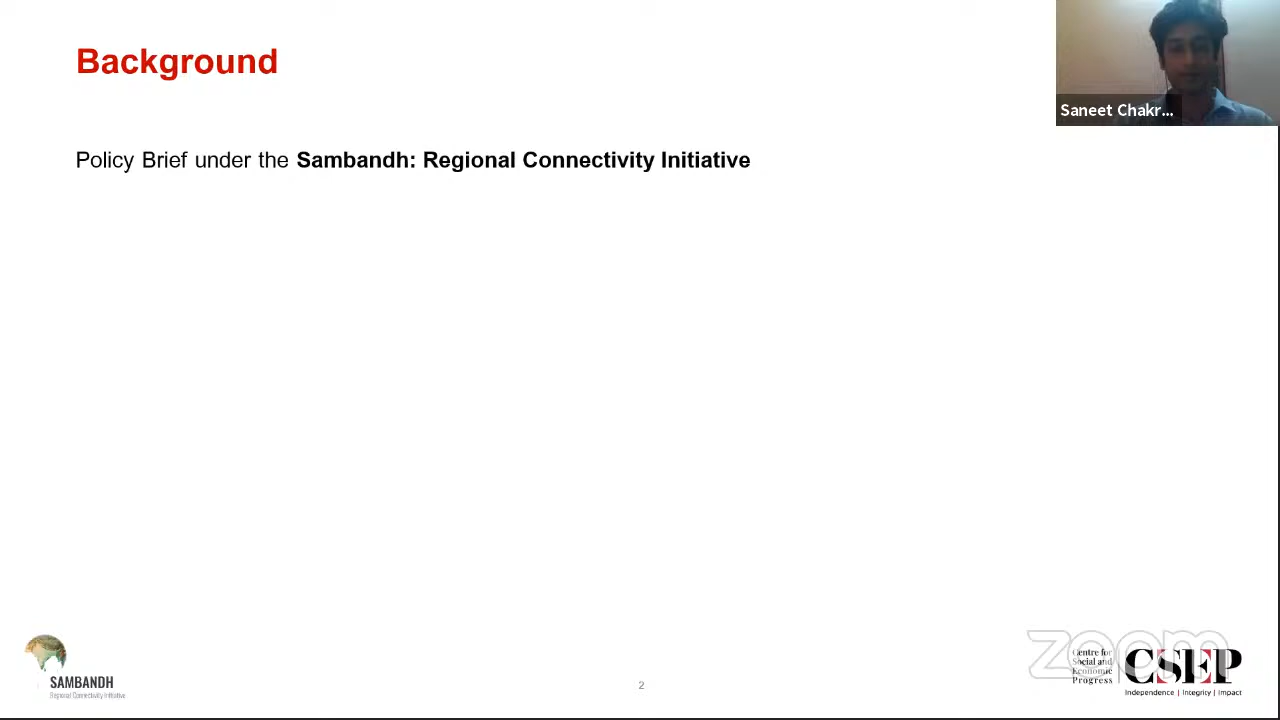 Background
Saneet Chakr...
Policy Brief under the Sambandh: Regional Connectivity Initiative
SAMBANDH
Regional Connectivity Initiative
2
zoom
Centre for
Social and
Economic
Progress
CSEP
Independence | Integrity | Impact